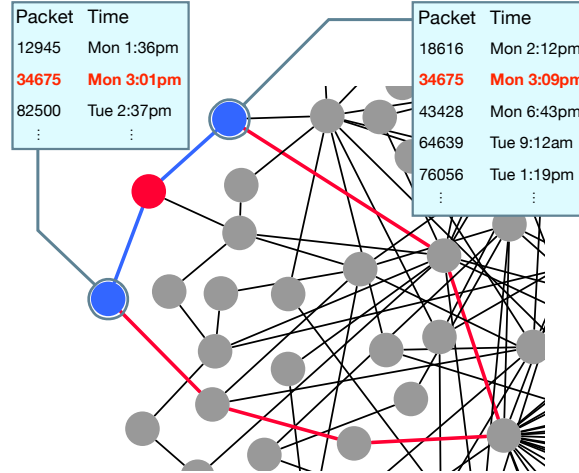 Packet Time
12945 Mon 1:36pm
34675 Mon 3:01pm
82500 Tue 2:37pm
⋮ ⋮
Packet Time
18616 Mon 2:12pm
34675 Mon 3:09pm
43428 Mon 6:43pm
64639 Tue 9:12am
76056 Tue 1:19pm
⋮ ⋮